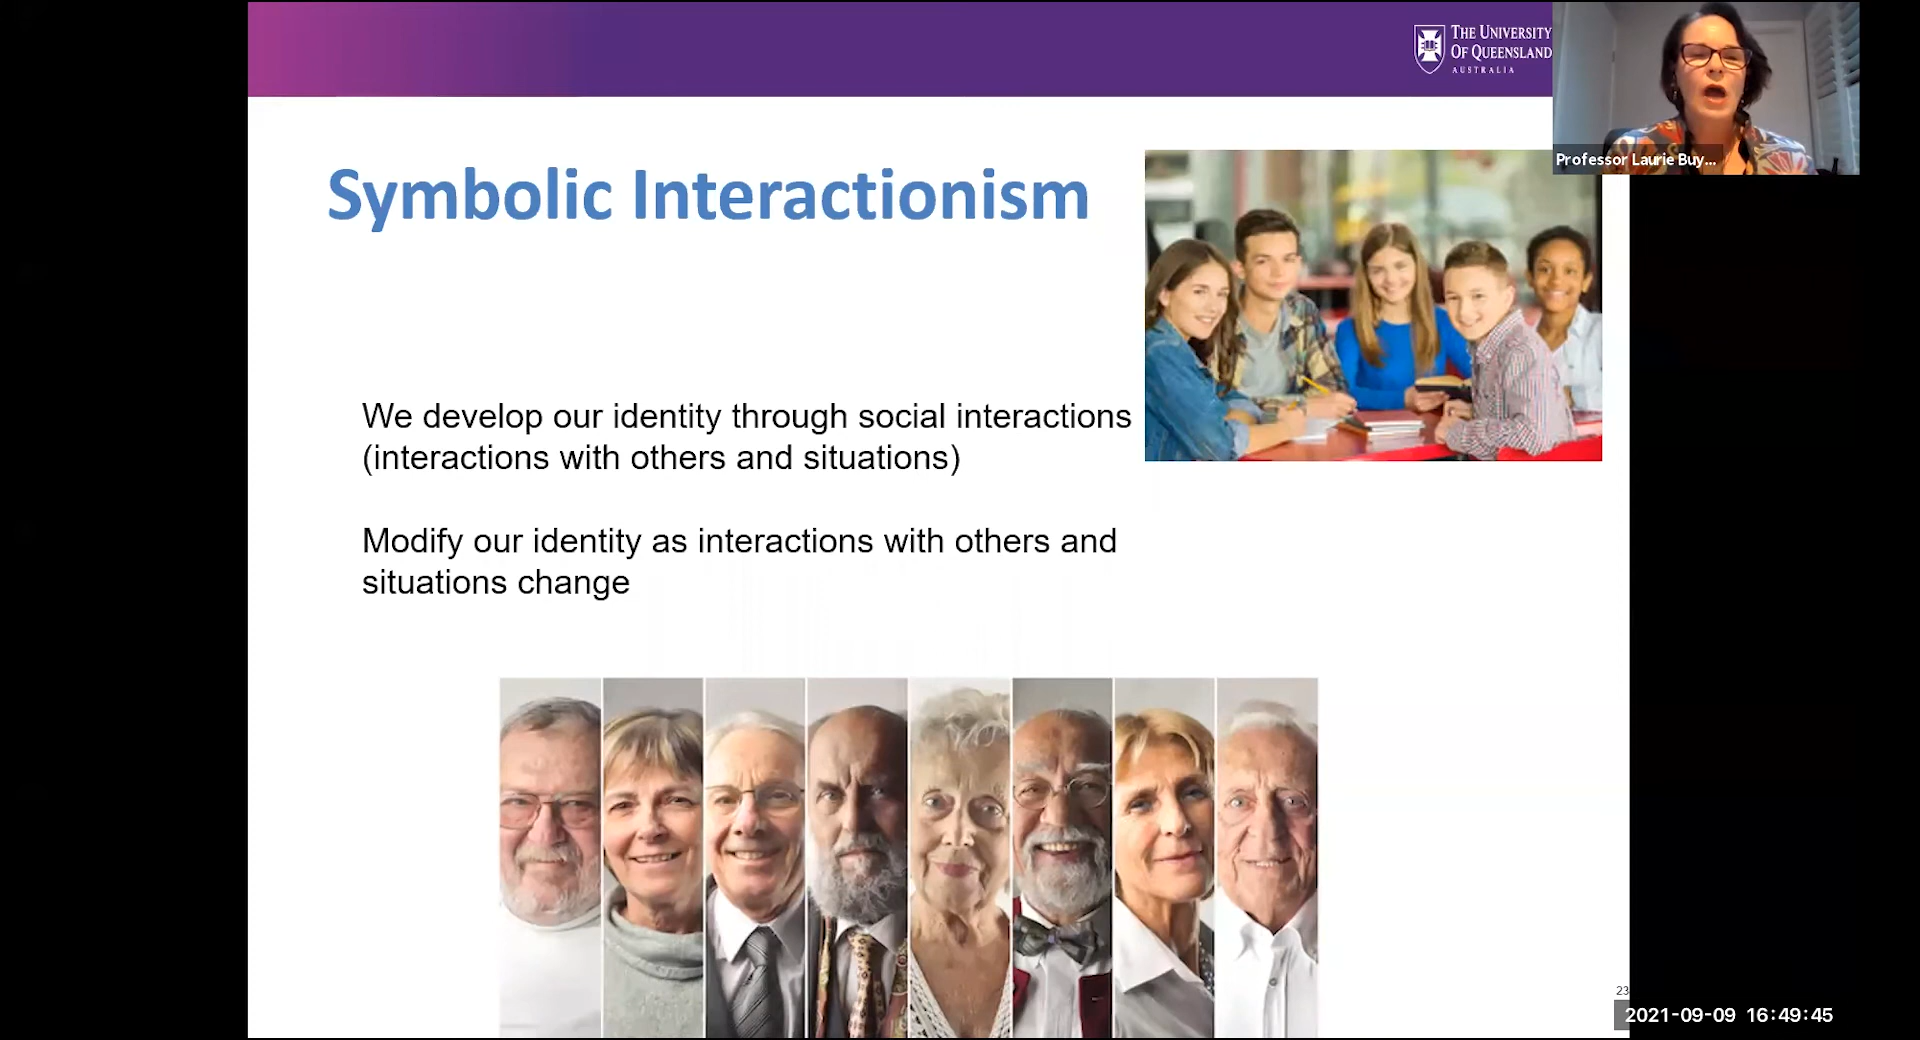 THE UNIVERSITY
OF QUEENSLAND
AUSTRALIA
Professor Laurie Buy...
Symbolic Interactionism
We develop our identity through social interactions
(interactions with others and situations)
Modify our identity as interactions with others and
situations change
23
2021-09-09 16:49:45